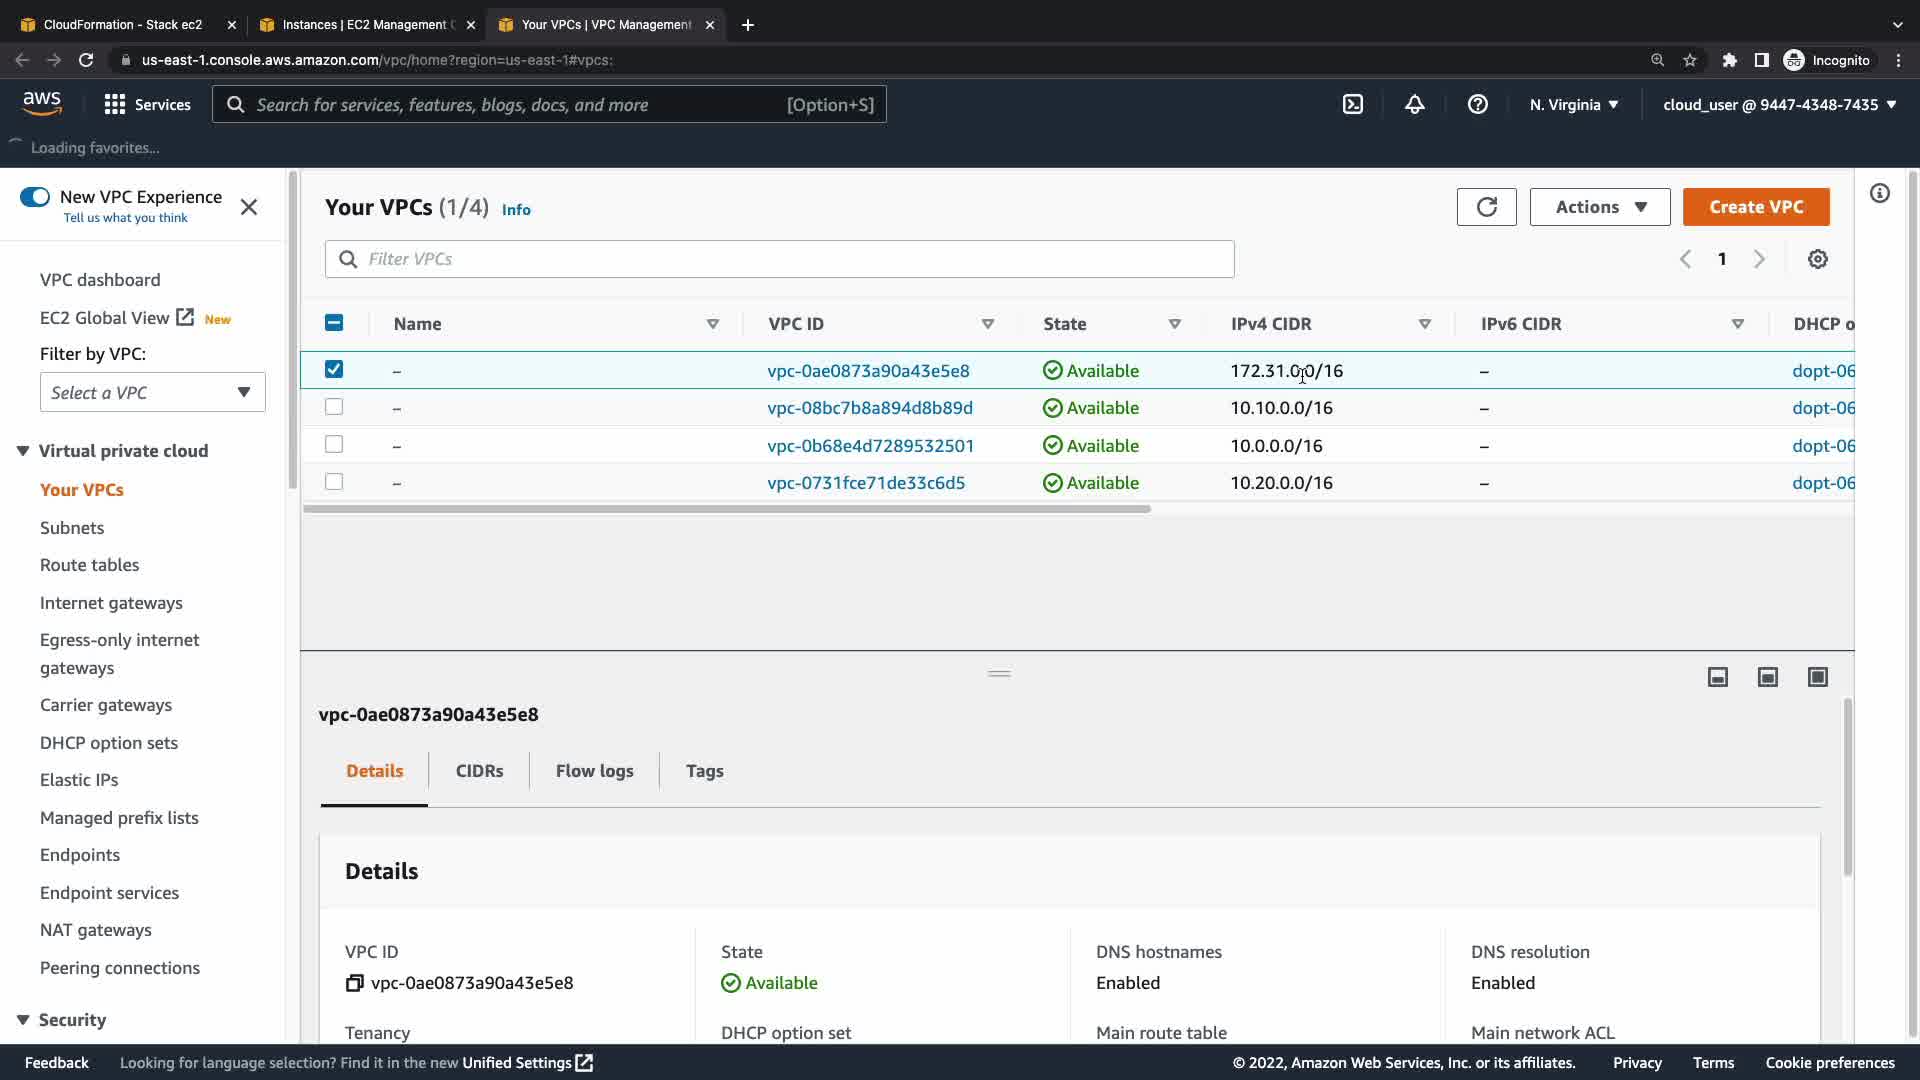 CloudFormation - Stack ec2
Instances | EC2 Management C
Your VPCs | VPC Management
us-east-1.console.aws.amazon.com/vpc/home?region=us-east-1#vpcs:
Incognito
aws
Services
Search for services, features, blogs, docs, and more
[Option+S]
N. Virginia
cloud_user @ 9447-4348-7435
Loading favorites...
New VPC Experience
Tell us what you think
VPC dashboard
EC2 Global View New
Filter by VPC:
Select a VPC
Virtual private cloud
Your VPCs
Subnets
Route tables
Internet gateways
Egress-only internet
gateways
Carrier gateways
DHCP option sets
Elastic IPs
Managed prefix lists
Endpoints
Endpoint services
NAT gateways
Peering connections
Security
Your VPCs (1/4) Info
Actions
Create VPC
Filter VPCs
1
Name VPC ID State IPv4 CIDR IPv6 CIDR DHCP o
– vpc-0ae0873a90a43e5e8 Available 172.31.0.0/16 – dopt-06
– vpc-08bc7b8a894d8b89d Available 10.10.0.0/16 – dopt-06
– vpc-0b68e4d7289532501 Available 10.0.0.0/16 – dopt-06
– vpc-0731fce71de33c6d5 Available 10.20.0.0/16 – dopt-06
vpc-0ae0873a90a43e5e8
Details CIDRs Flow logs Tags
Details
VPC ID State DNS hostnames DNS resolution
vpc-0ae0873a90a43e5e8 Available Enabled Enabled
Tenancy DHCP option set Main route table Main network ACL
Feedback Looking for language selection? Find it in the new Unified Settings © 2022, Amazon Web Services, Inc. or its affiliates. Privacy Terms Cookie preferences